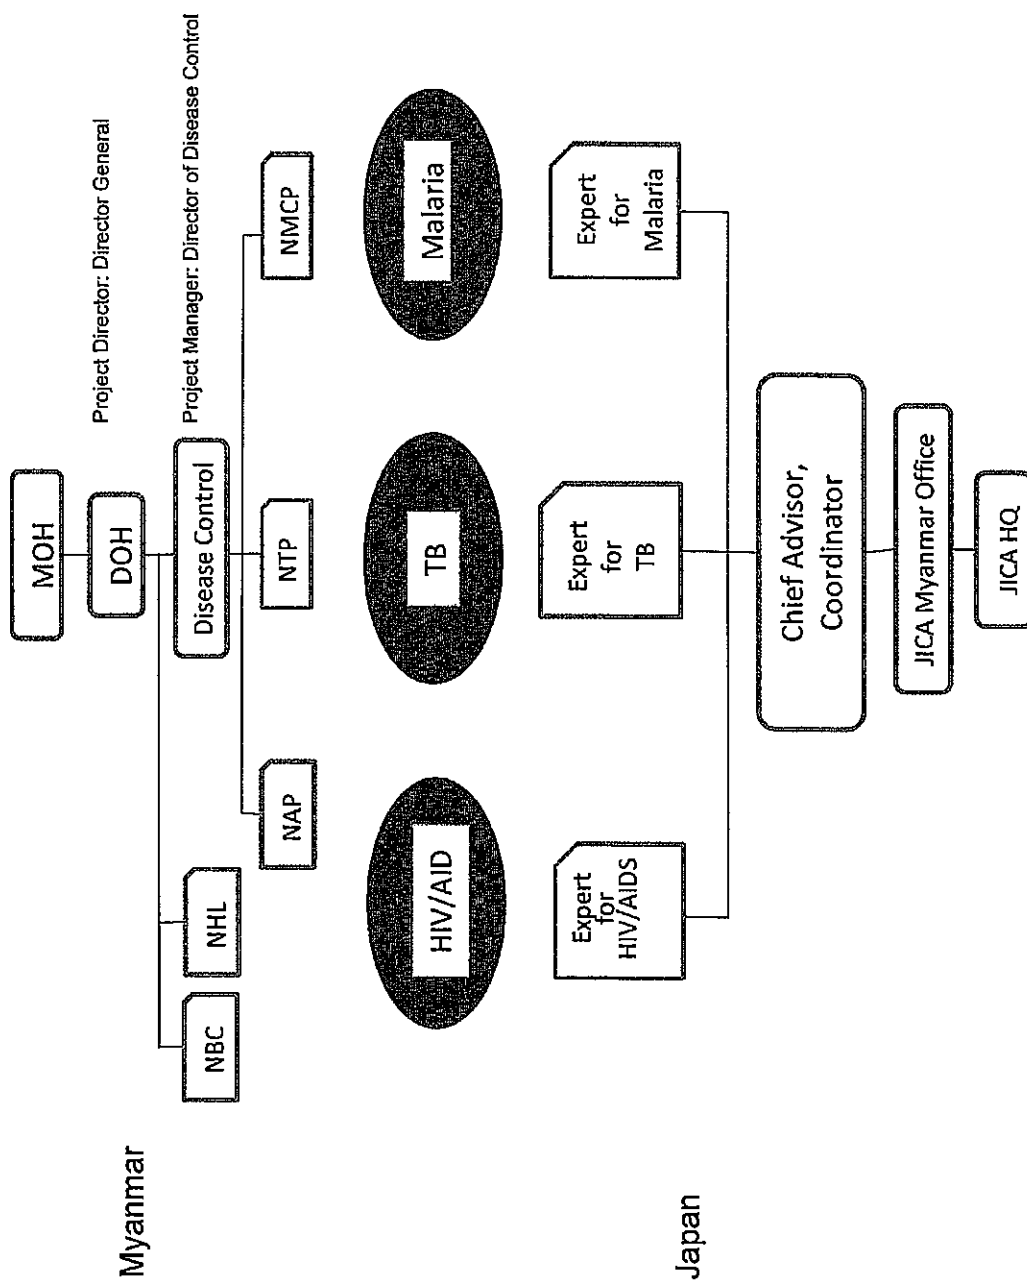 Myanmar
MOH
DOH
Project Director: Director General
Disease Control
Project Manager: Director of Disease Control
NBC
NHL
NAP
NTP
NMCP
HIV/AID
TB
Malaria
Japan
Expert
for
HIV/AIDS
Expert
for
TB
Expert
for
Malaria
Chief Advisor,
Coordinator
JICA Myanmar Office
JICA HQ